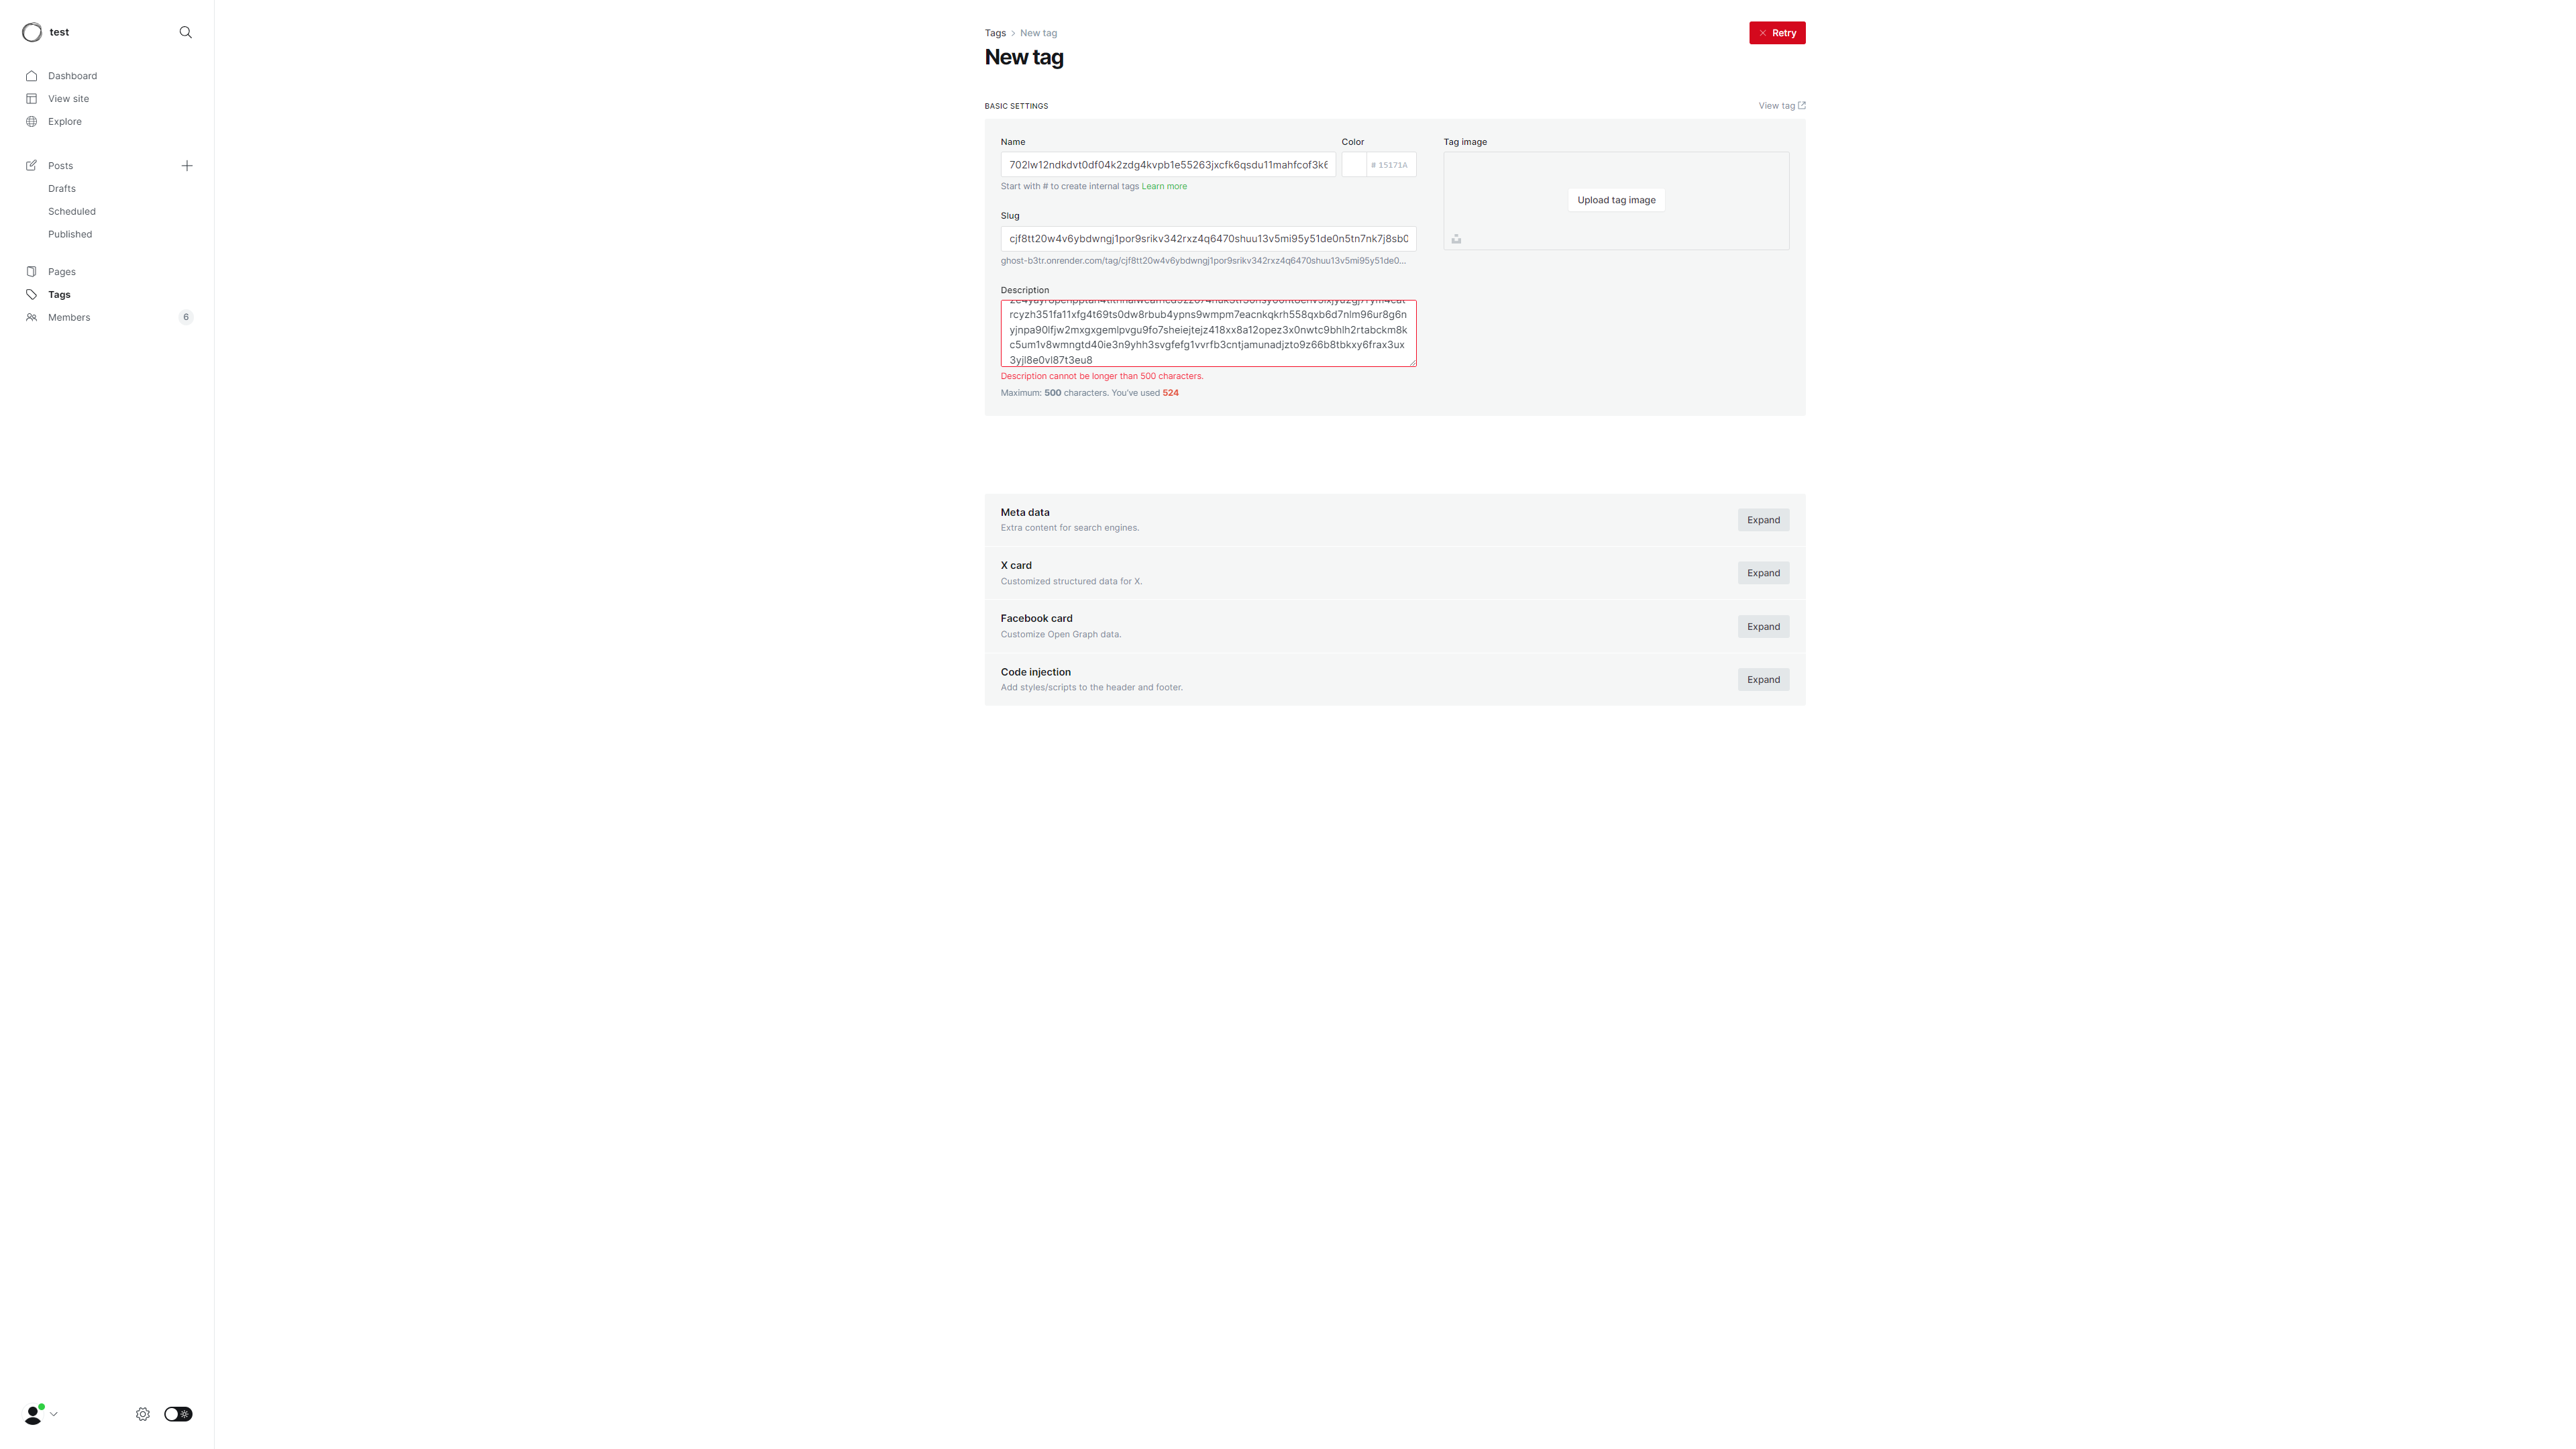 test
Dashboard
View site
Explore
Posts
Drafts
Scheduled
Published
Pages
Tags
Members
6
Tags
New tag
Retry
New tag
BASIC SETTINGS
View tag
Name
Color
Tag image
702lw12ndkdvt0df04k2zdg4kvpb1e55263jxcfk6qsdu11mahfcof3k6
# 15171A
Start with # to create internal tags Learn more
Upload tag image
Slug
cjf8tt20w4v6ybdwngj1por9srikv342rxz4q6470shuu13v5mi95y51de0n5tn7nk7j8sb0
ghost-b3tr.onrender.com/tag/cjf8tt20w4v6ybdwngj1por9srikv342rxz4q6470shuu13v5mi95y51de0...
Description
rcyzh351fa11xfg4t69ts0dw8rbub4ypns9wmpm7eacnkqkrh558qxb6d7nlm96ur8g6n
yjnpa90lfjw2mxgxgemlpvgu9fo7sheiejtejz418xx8a12opez3x0nwtc9bhlh2rtabckm8k
c5um1v8wmngtd40ie3n9yhh3svgfefg1vvrfb3cntjamunadjzto9z66b8tbkxy6frax3ux
3yjl8e0vl87t3eu8
Description cannot be longer than 500 characters.
Maximum: 500 characters. You've used 524
Meta data
Extra content for search engines.
Expand
X card
Customized structured data for X.
Expand
Facebook card
Customize Open Graph data.
Expand
Code injection
Add styles/scripts to the header and footer.
Expand